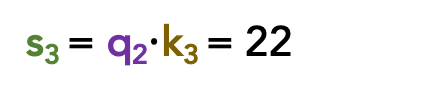 s₃ = q₂·k₃ = 22